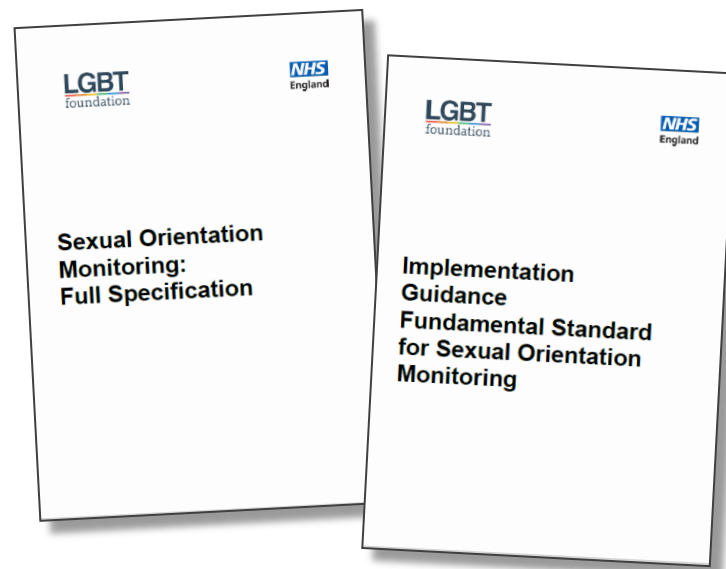 LGBT
foundation
NHS
England
Sexual Orientation
Monitoring:
Full Specification
LGBT
foundation
NHS
England
Implementation
Guidance
Fundamental Standard
for Sexual Orientation
Monitoring